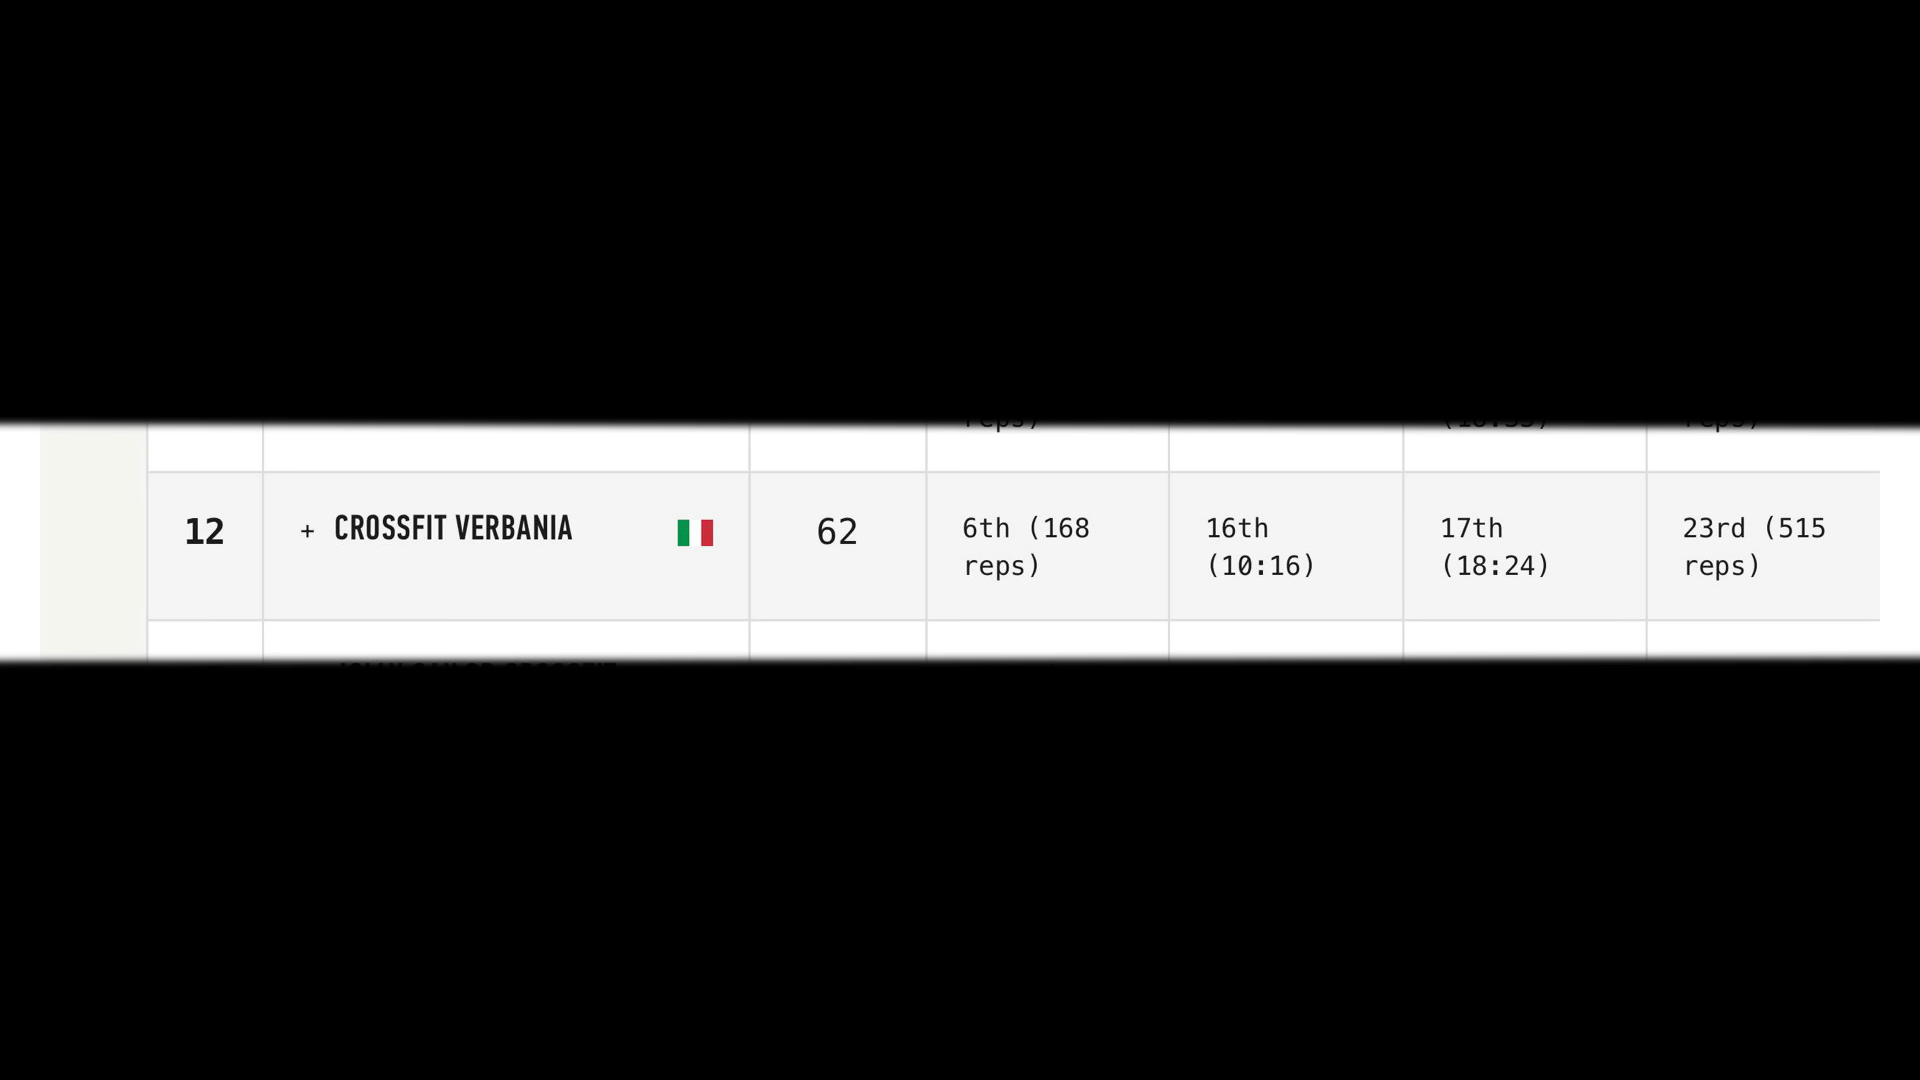 12 + CROSSFIT VERBANIA 62 6th (168 16th 17th 23rd (515
reps) (10:16) (18:24) reps)